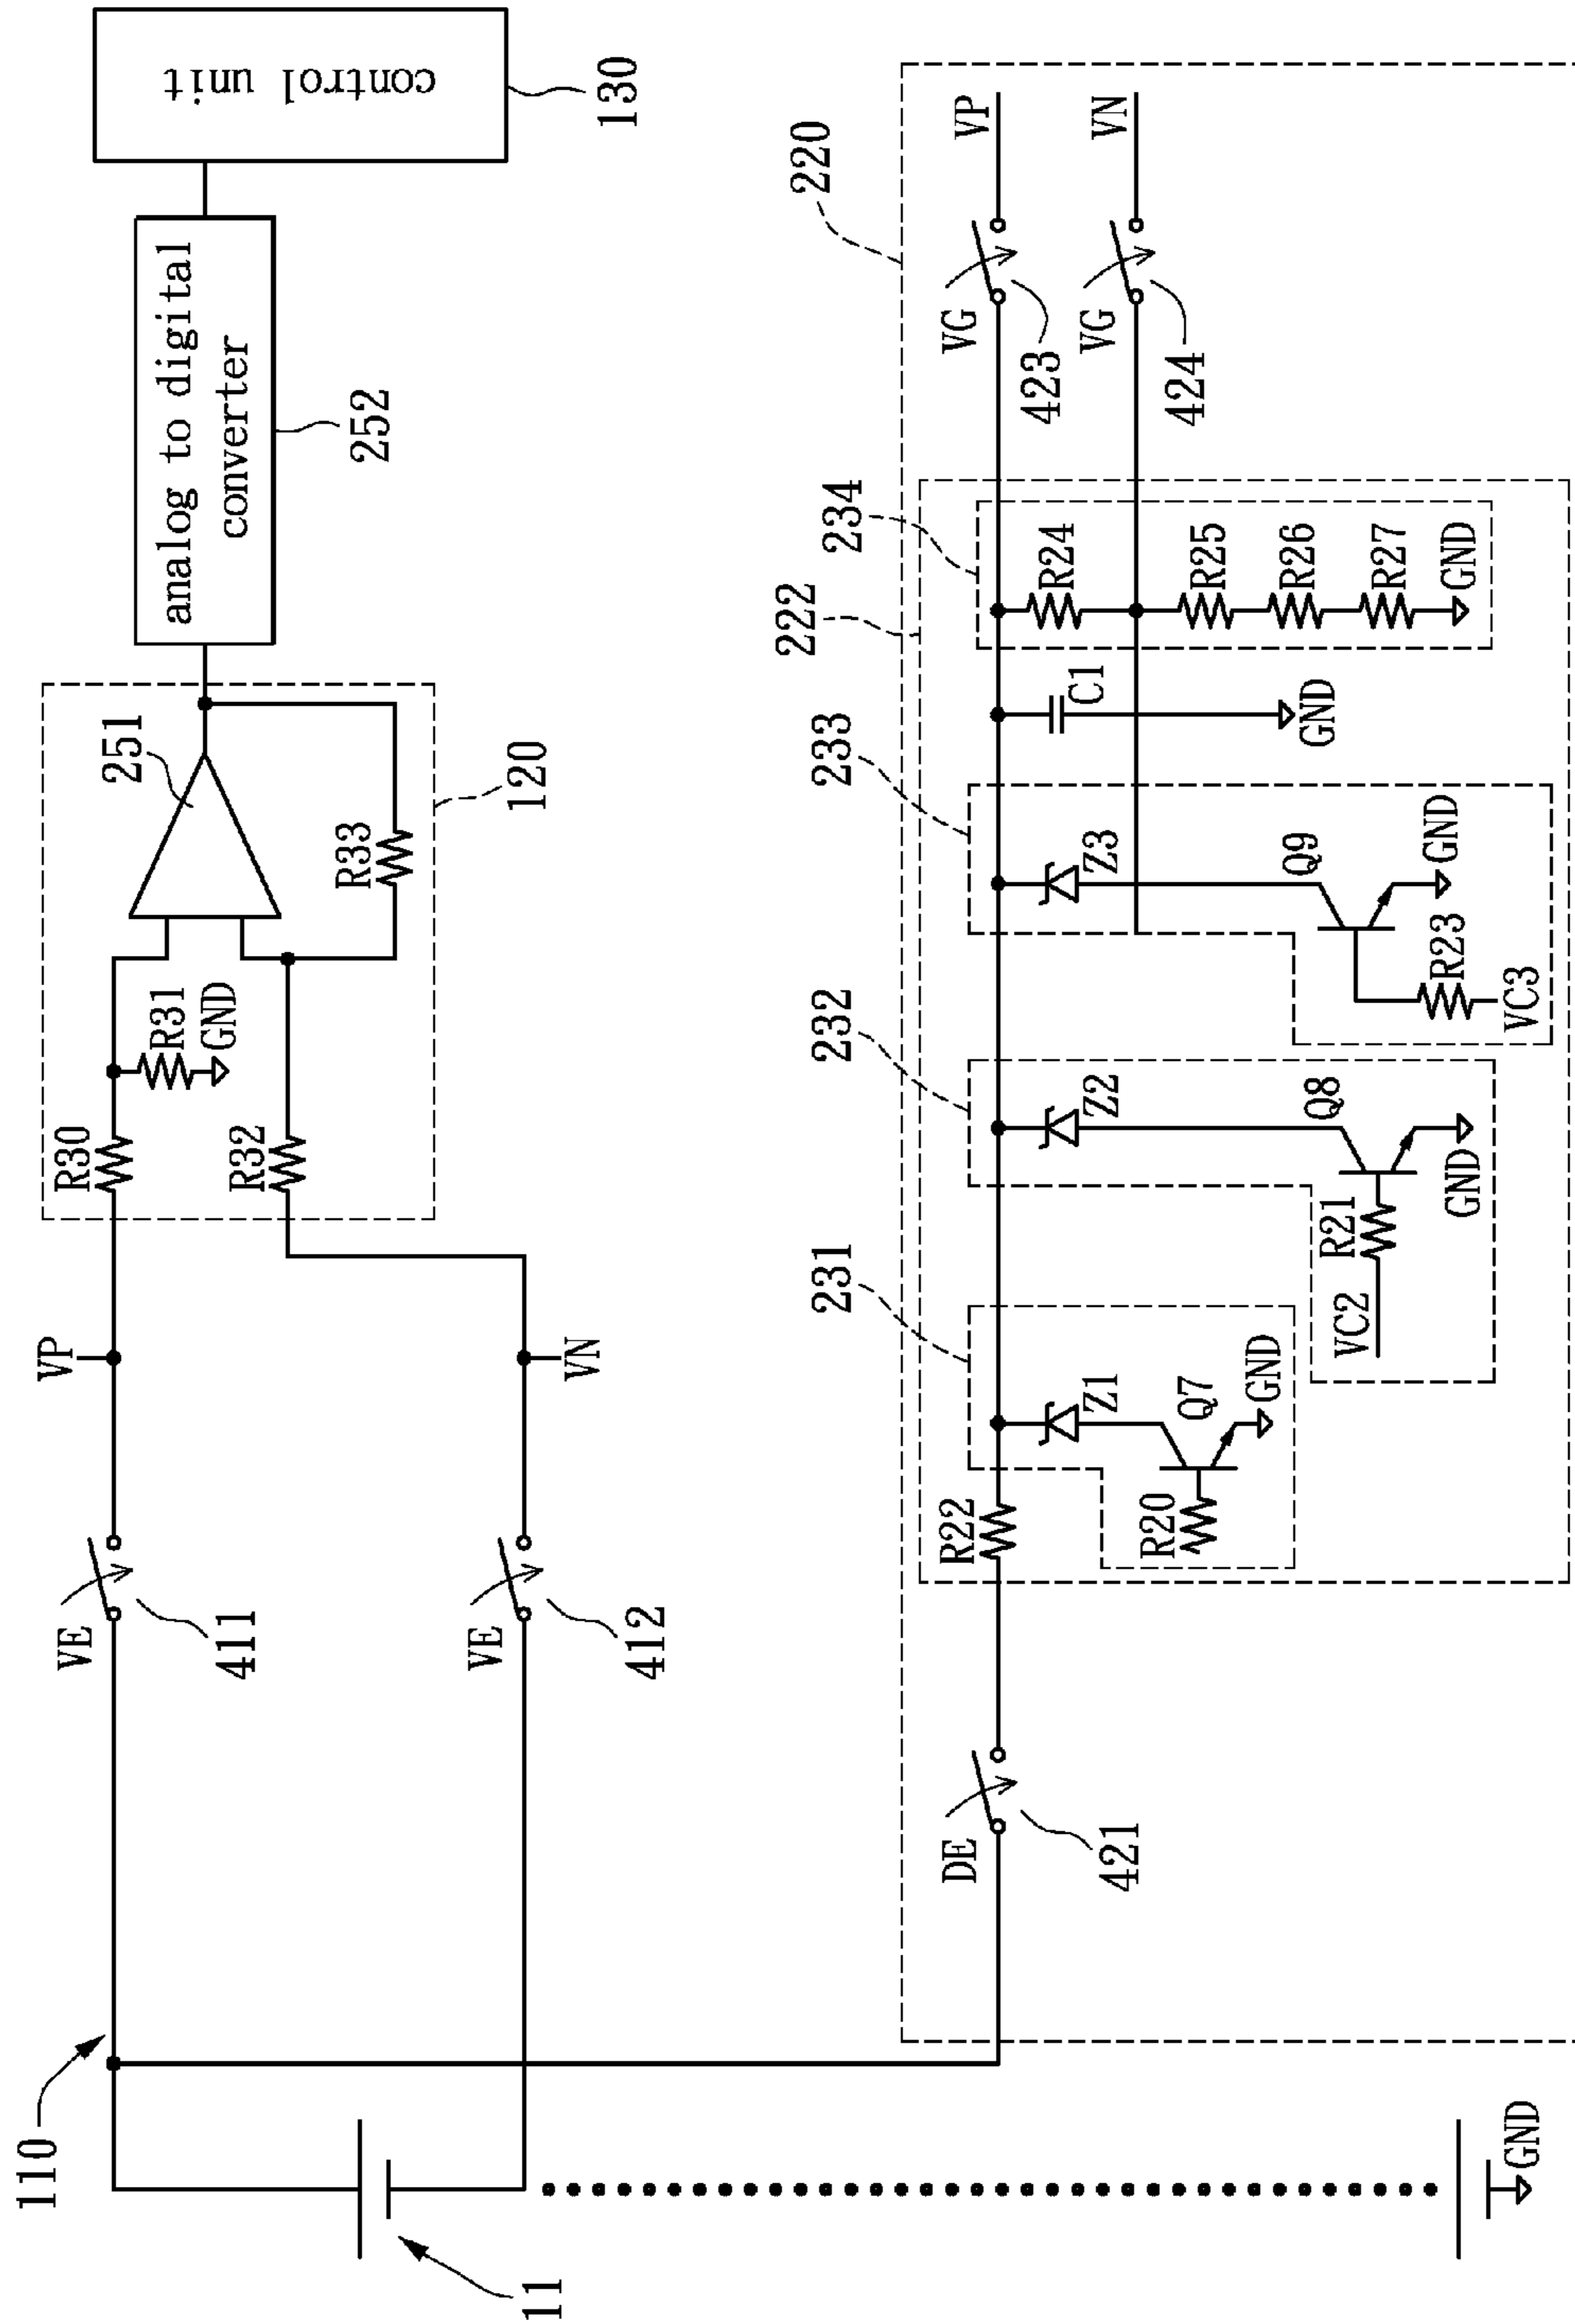 110
11
VE
411
VE
412
VP
VN
R30
R31
GND
R32
251
R33
120
analog to digital
converter
252
control unit
130
GND
DE
421
220
222
R22
231
Z1
Q7
R20
GND
232
Z2
Q8
R21
VC2
GND
233
Z3
Q9
R23
VC3
GND
C1
GND
234
R24
R25
R26
R27
GND
VG
423
VG
424
VP
VN